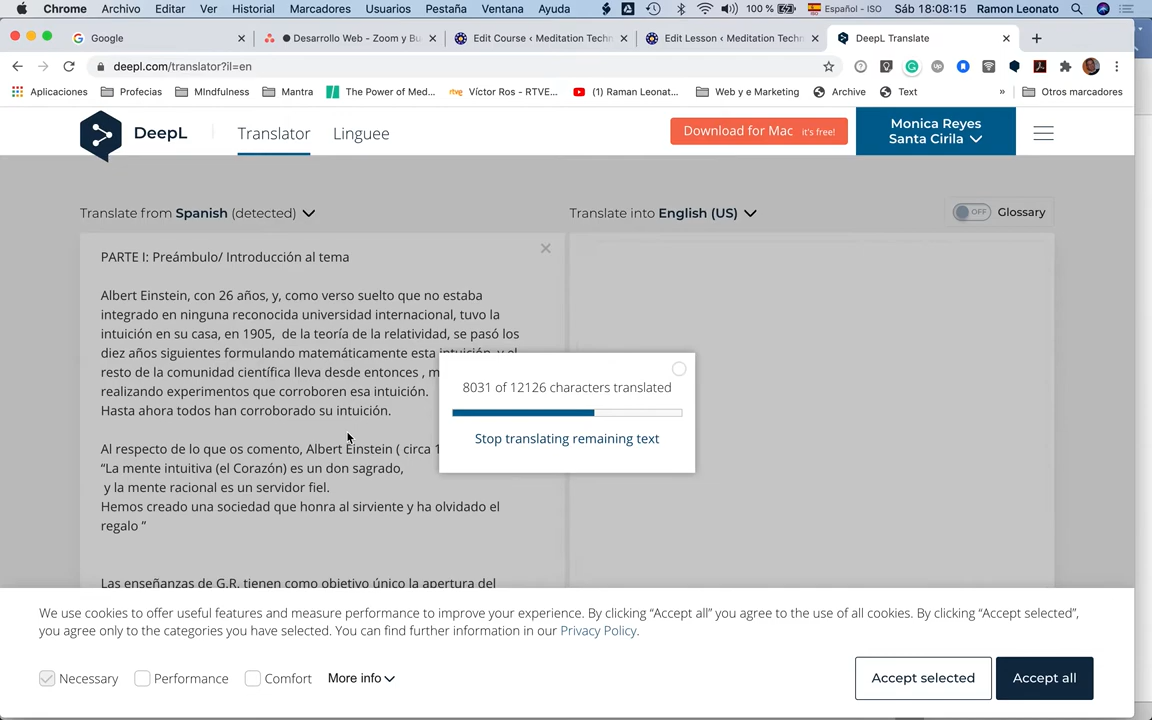 Chrome Archivo Editar Ver Historial Marcadores Usuarios Pestaña Ventana Ayuda 100 % Español - ISO Sáb 18:08:15 Ramon Leonato
Google Desarrollo Web - Zoom y Bu Edit Course ‹ Meditation Techn Edit Lesson ‹ Meditation Techn DeepL Translate
deepl.com/translator?il=en
Aplicaciones Profecias MIndfulness Mantra The Power of Med... rtve Víctor Ros - RTVE... (1) Raman Leonat... Web y e Marketing Archive Text » Otros marcadores
DeepL Translator Linguee Download for Mac it's free! Monica Reyes
Santa Cirila
Translate from Spanish (detected) Translate into English (US) OFF Glossary
PARTE I: Preámbulo/ Introducción al tema
Albert Einstein, con 26 años, y, como verso suelto que no estaba
integrado en ninguna reconocida universidad internacional, tuvo la
intuición en su casa, en 1905,  de la teoría de la relatividad, se pasó los
diez años siguientes formulando matemáticamente esta intuición, y el
resto de la comunidad científica lleva desde entonces , m
realizando experimentos que corroboren esa intuición.
Hasta ahora todos han corroborado su intuición.
Al respecto de lo que os comento, Albert Einstein ( circa 1
“La mente intuitiva (el Corazón) es un don sagrado,
y la mente racional es un servidor fiel.
Hemos creado una sociedad que honra al sirviente y ha olvidado el
regalo ”
Las enseñanzas de G.R. tienen como objetivo único la apertura del
8031 of 12126 characters translated
Stop translating remaining text
We use cookies to offer useful features and measure performance to improve your experience. By clicking “Accept all” you agree to the use of all cookies. By clicking “Accept selected”,
you agree only to the categories you have selected. You can find further information in our Privacy Policy.
Necessary Performance Comfort More info Accept selected Accept all